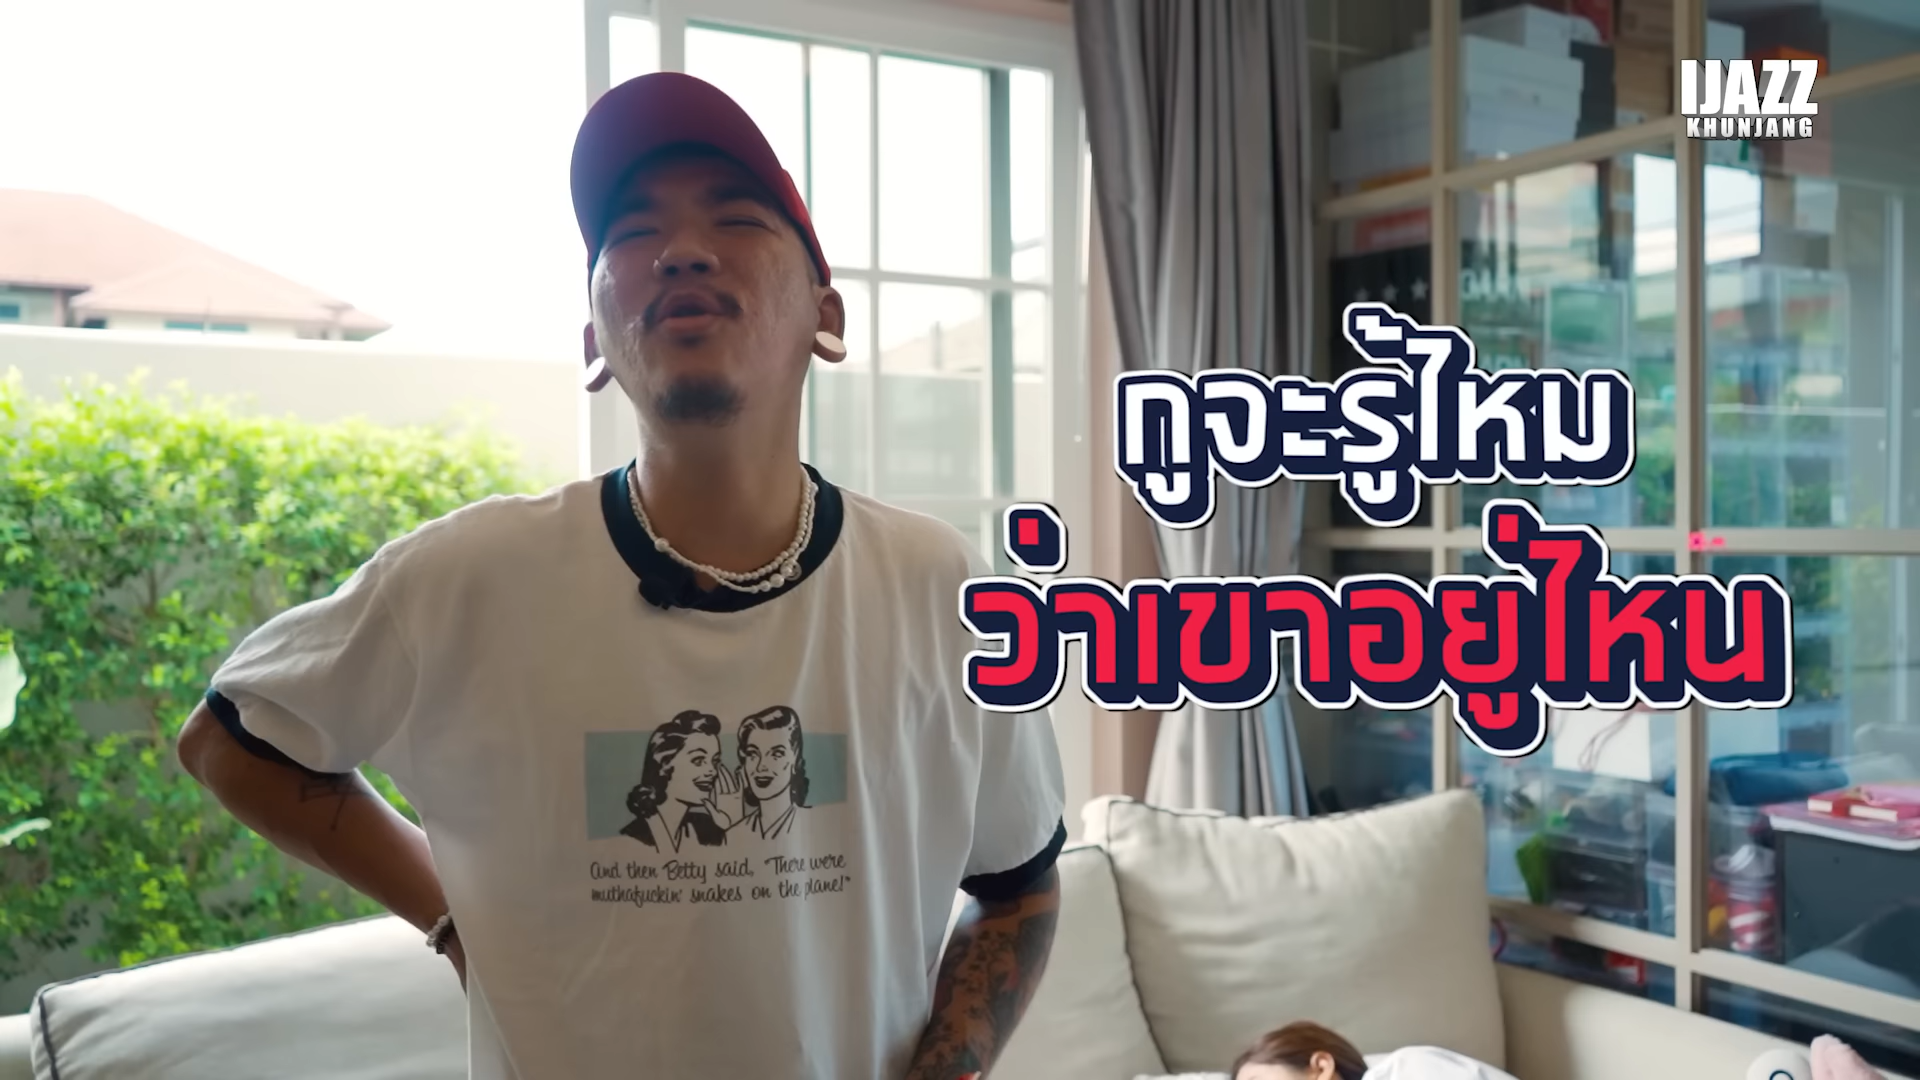 IJAZZ
KHUNJANG
กูจะรู้ไหม
ว่าเขาอยู่ไหน
And then Betty said, "There were
muthafuckin' snakes on the plane!"